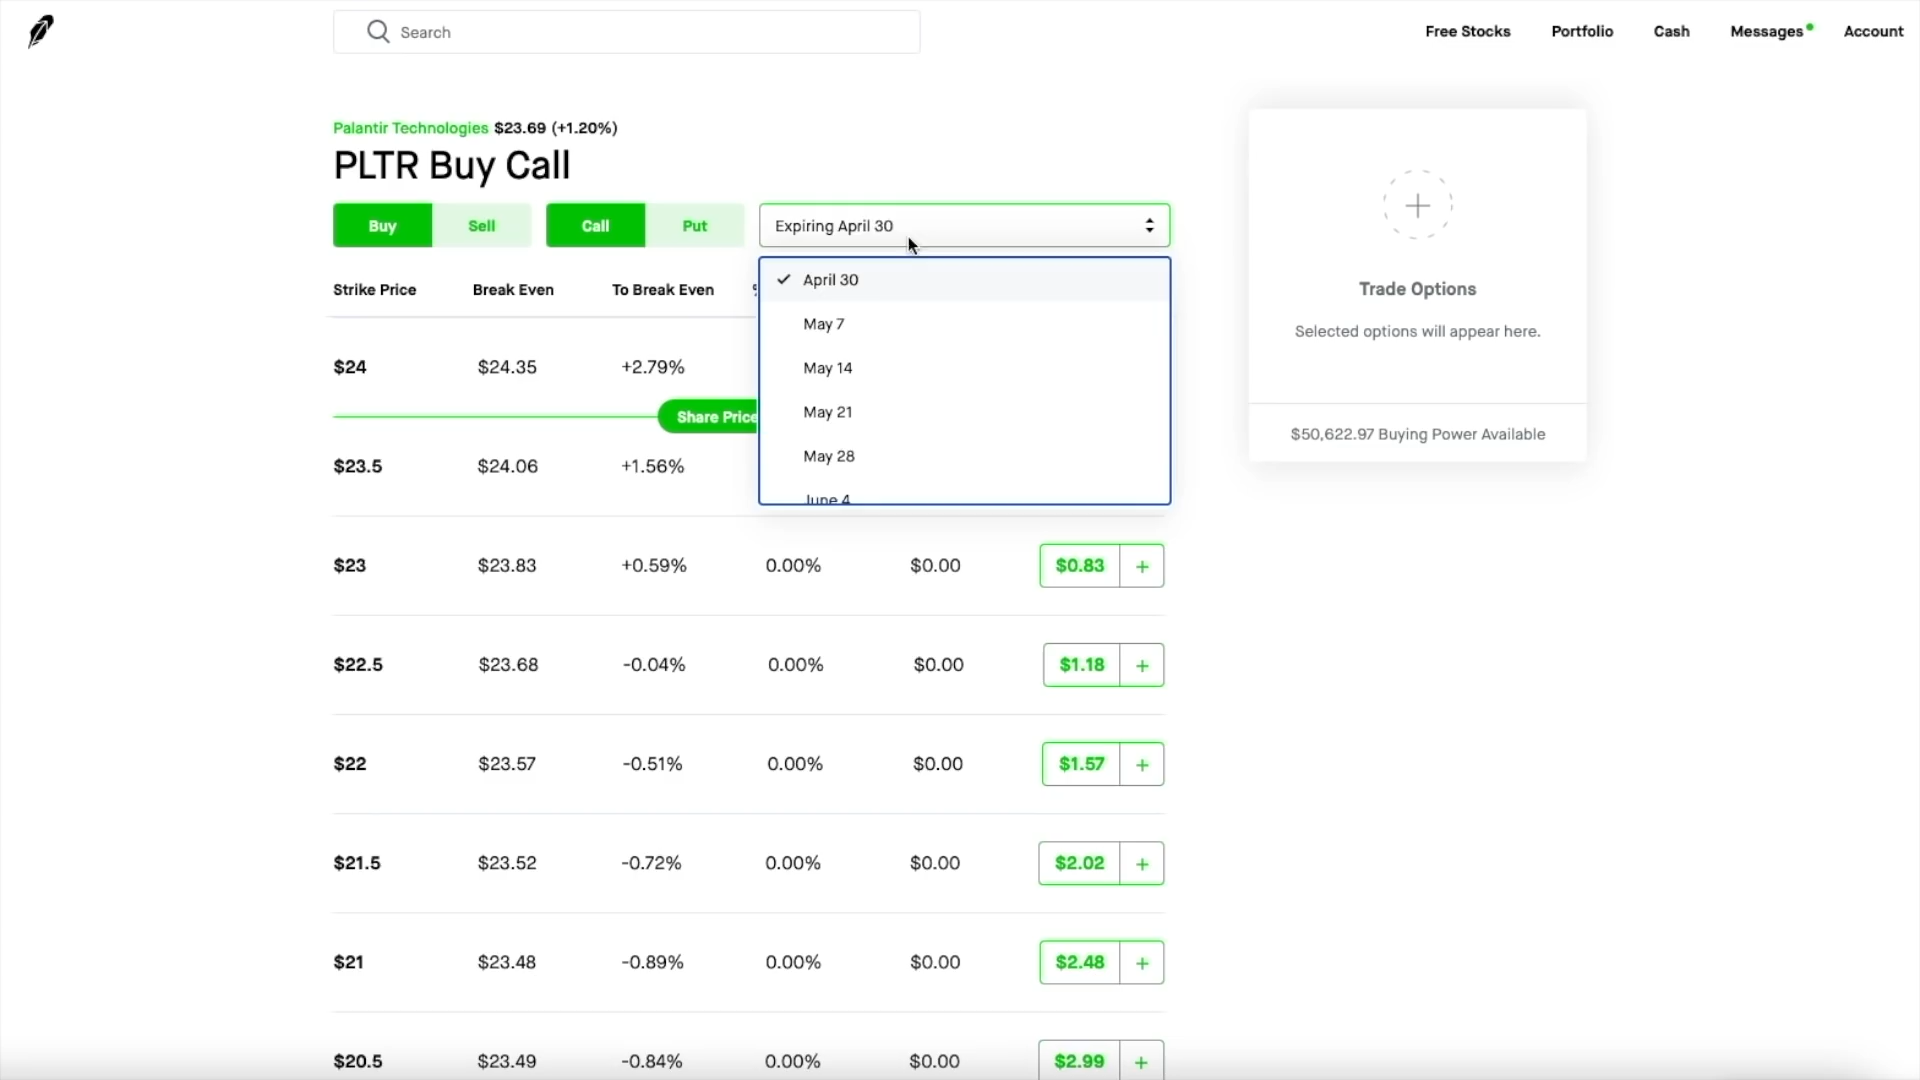 Search
Free Stocks Portfolio Cash Messages Account
Palantir Technologies $23.69 (+1.20%)
PLTR Buy Call
Buy Sell Call Put Expiring April 30
Strike Price Break Even To Break Even
✓ April 30
May 7
May 14
May 21
May 28
June 4
$24 $24.35 +2.79%
Share Price
$23.5 $24.06 +1.56%
$23 $23.83 +0.59% 0.00% $0.00 $0.83 +
$22.5 $23.68 -0.04% 0.00% $0.00 $1.18 +
$22 $23.57 -0.51% 0.00% $0.00 $1.57 +
$21.5 $23.52 -0.72% 0.00% $0.00 $2.02 +
$21 $23.48 -0.89% 0.00% $0.00 $2.48 +
$20.5 $23.49 -0.84% 0.00% $0.00 $2.99 +
Trade Options
Selected options will appear here.
$50,622.97 Buying Power Available